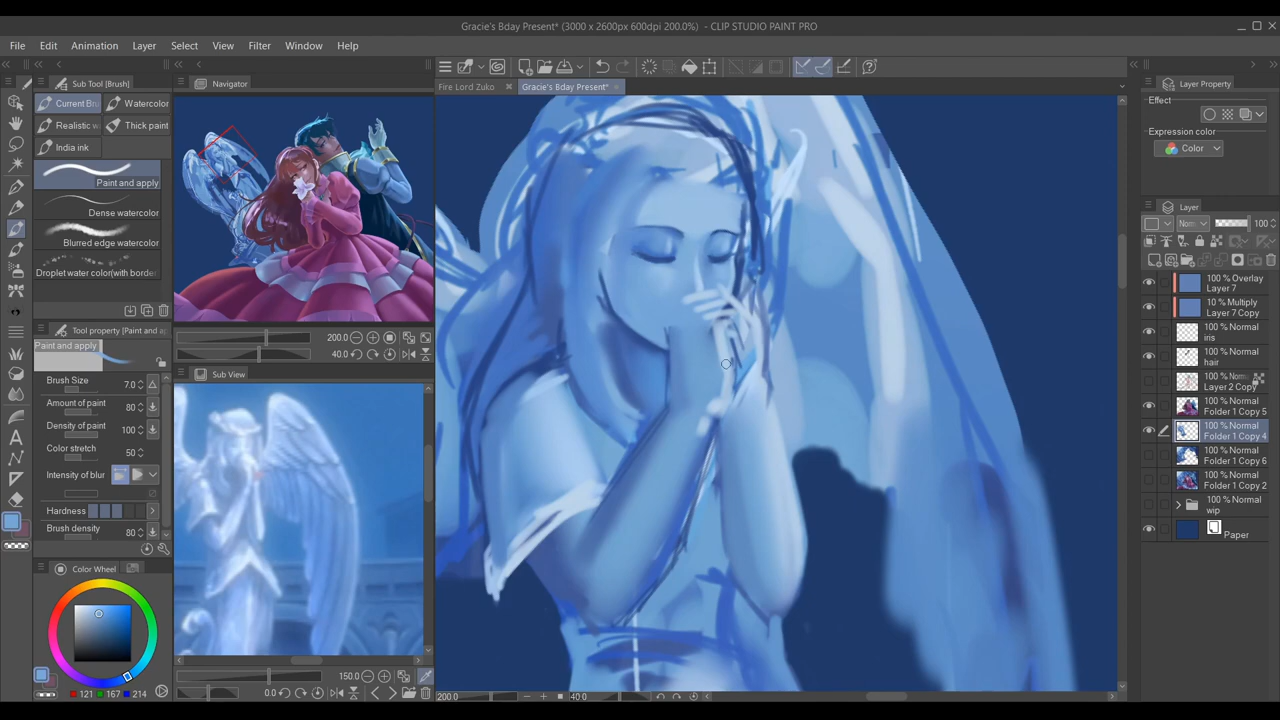 Gracie's Bday Present* (3000 x 2600px 600dpi 200.0%) - CLIP STUDIO PAINT PRO
File Edit Animation Layer Select View Filter Window Help
Sub Tool [Brush]
Navigator
Fire Lord Zuko
Gracie's Bday Present*
Current Bru
Watercolor
Realistic w
Thick paint
India ink
Paint and apply
Dense watercolor
Blurred edge watercolor
Droplet water color(with border
Tool property [Paint and a
Paint and apply
Brush Size 7.0
Amount of paint 80
Density of paint 100
Color stretch 50
Intensity of blur
Hardness
Brush density 80
Color Wheel
121 167 214
200.0
40.0
Sub View
150.0
0.0
200.0 40.0
Layer Property
Effect
Expression color
Color
Layer
Norm 100
100 % Overlay
Layer 7
10 % Multiply
Layer 7 Copy
100 % Normal
iris
100 % Normal
hair
100 % Norm
Layer 2 Copy
100 % Normal
Folder 1 Copy 5
100 % Normal
Folder 1 Copy 4
100 % Normal
Folder 1 Copy 6
100 % Normal
Folder 1 Copy 2
100 % Normal
wip
Paper